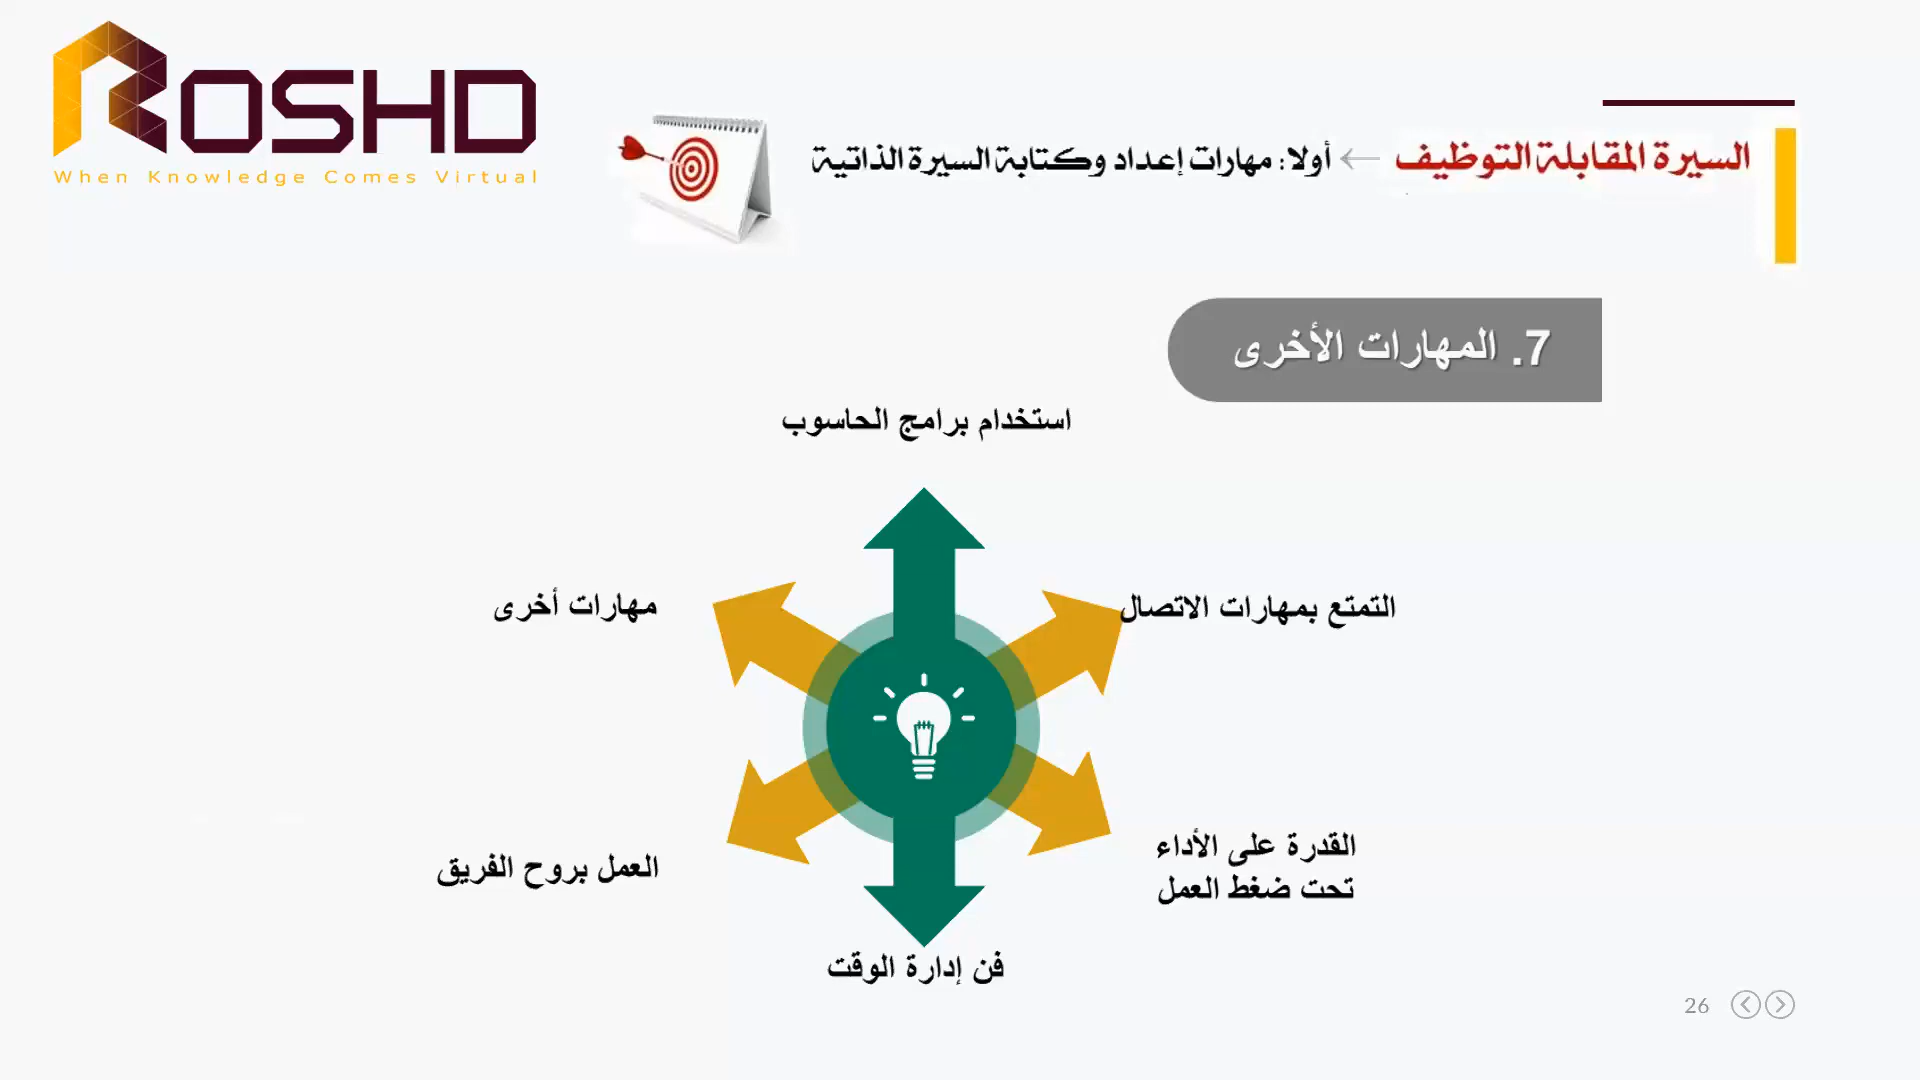 ROSHD
When Knowledge Comes Virtual
السيرة المقابلة التوظيف ← أولا: مهارات إعداد وكتابة السيرة الذاتية
7. المهارات الأخرى
استخدام برامج الحاسوب
التمتع بمهارات الاتصال
مهارات أخرى
القدرة على الأداء
تحت ضغط العمل
العمل بروح الفريق
فن إدارة الوقت
26